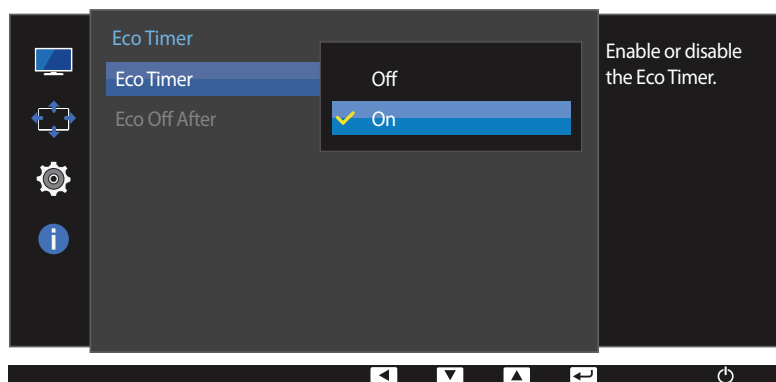 Eco Timer
Eco Timer
Off
Eco Off After
On
Enable or disable
the Eco Timer.